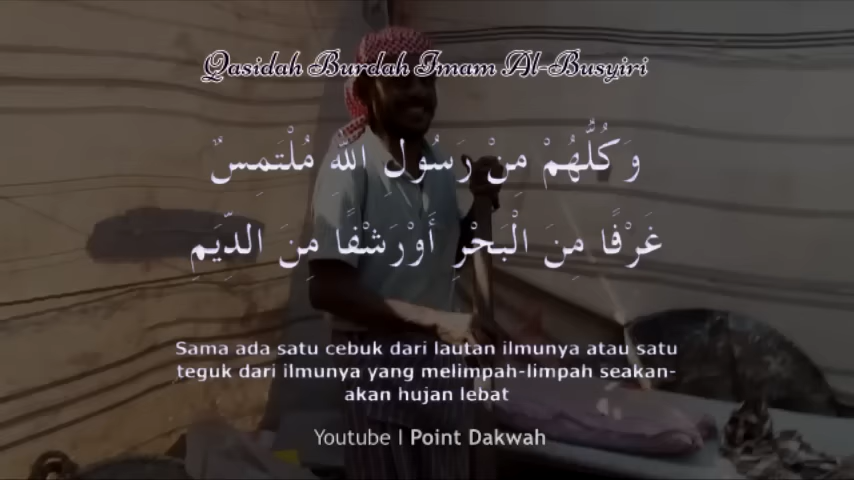 Qasidah Burdah Imam Al-Busyiri
وَكُلُّهُمْ مِنْ رَسُولِ اللهِ مُلْتَمِسٌ
غَرْفًا مِنَ الْبَحْرِ أَوْرَشْفًا مِنَ الدِّيَمِ
Sama ada satu cebuk dari lautan ilmunya atau satu
teguk dari ilmunya yang melimpah-limpah seakan-
akan hujan lebat
Youtube | Point Dakwah